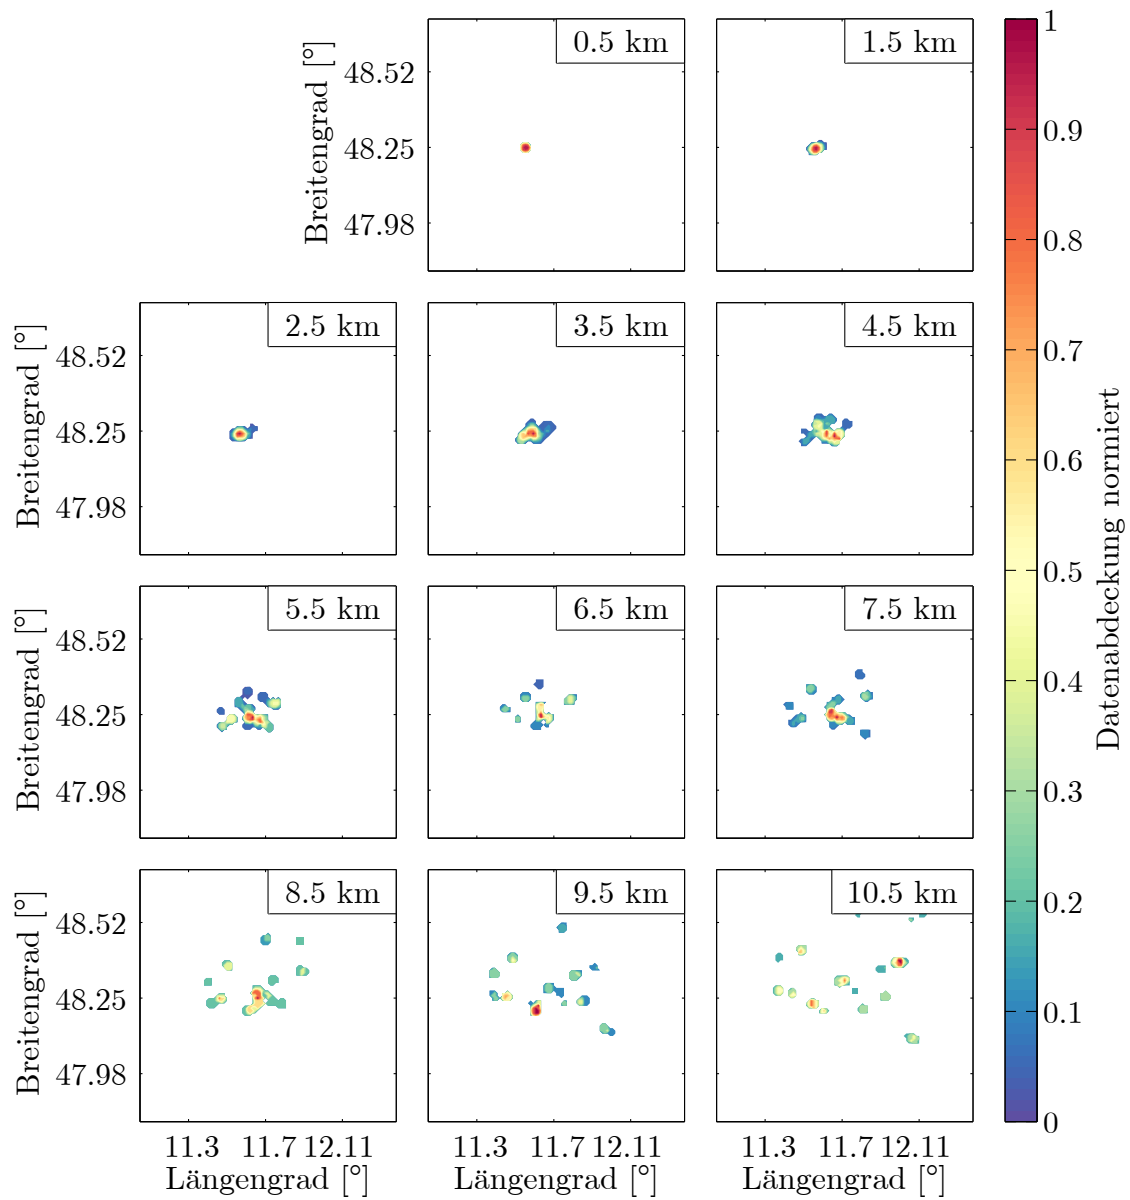 0.5 km
1.5 km
Breitengrad [°]
48.52
48.25
47.98
2.5 km
3.5 km
4.5 km
Breitengrad [°]
48.52
48.25
47.98
5.5 km
6.5 km
7.5 km
Breitengrad [°]
48.52
48.25
47.98
8.5 km
9.5 km
10.5 km
Breitengrad [°]
48.52
48.25
47.98
11.3 11.7 12.11
Längengrad [°]
11.3 11.7 12.11
Längengrad [°]
11.3 11.7 12.11
Längengrad [°]
1
0.9
0.8
0.7
0.6
0.5
0.4
0.3
0.2
0.1
0
Datenabdeckung normiert